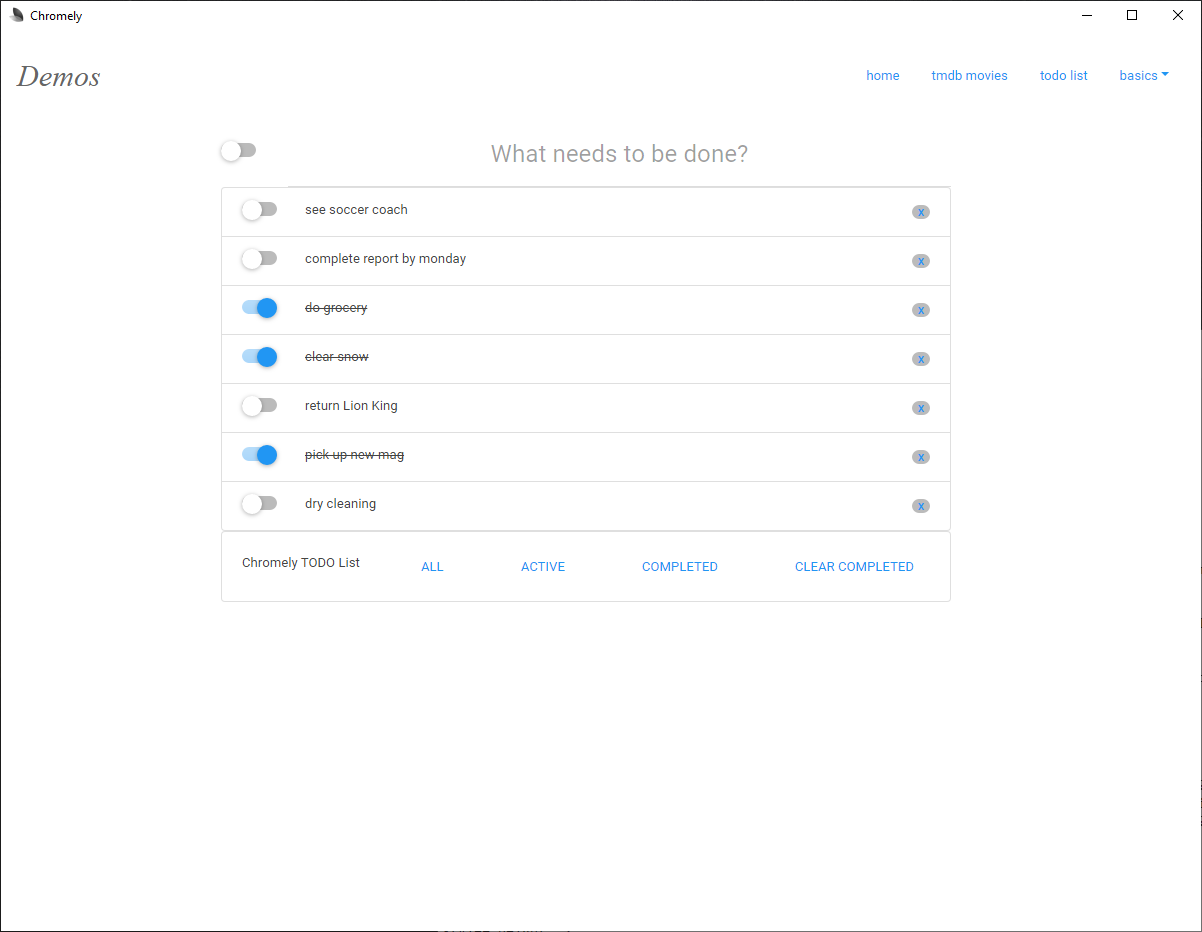 Chromely
Demos
home tmdb movies todo list basics
What needs to be done?
see soccer coach x
complete report by monday x
do grocery x
clear snow x
return Lion King x
pick up new mag x
dry cleaning x
Chromely TODO List ALL ACTIVE COMPLETED CLEAR COMPLETED